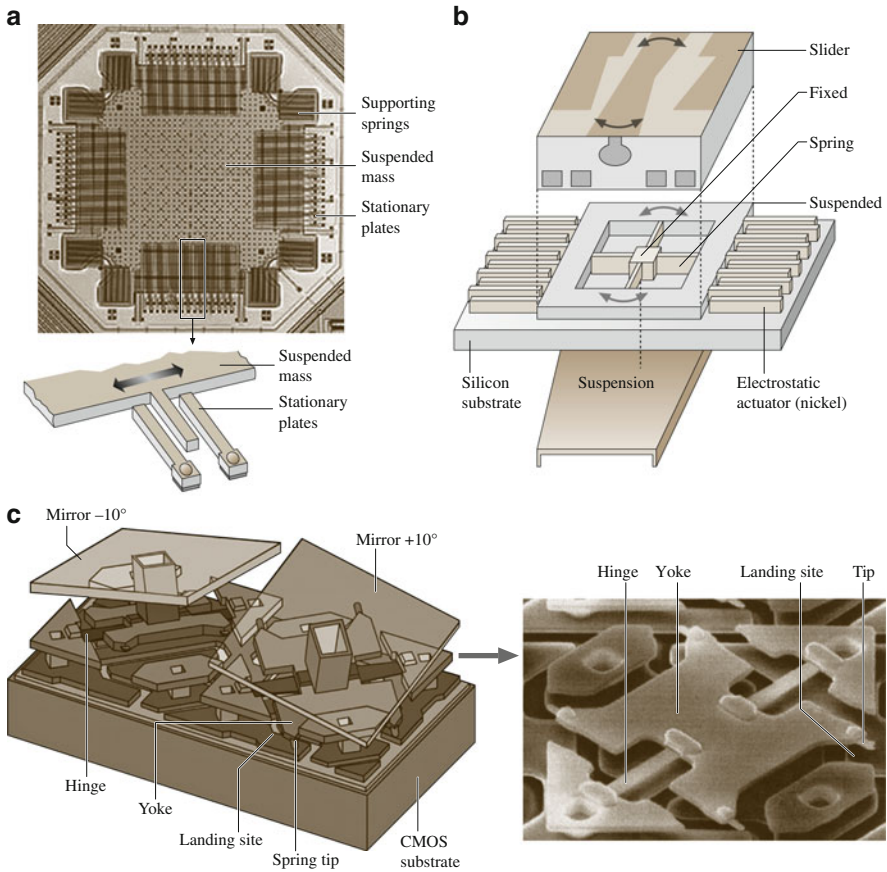 a
Supporting
springs
Suspended
mass
Stationary
plates
Suspended
mass
Stationary
plates
b
Slider
Fixed
Spring
Suspended
Silicon
substrate
Suspension
Electrostatic
actuator (nickel)
c
Mirror –10°
Mirror +10°
Hinge
Yoke
Landing site
Spring tip
CMOS
substrate
Hinge
Yoke
Landing site
Tip